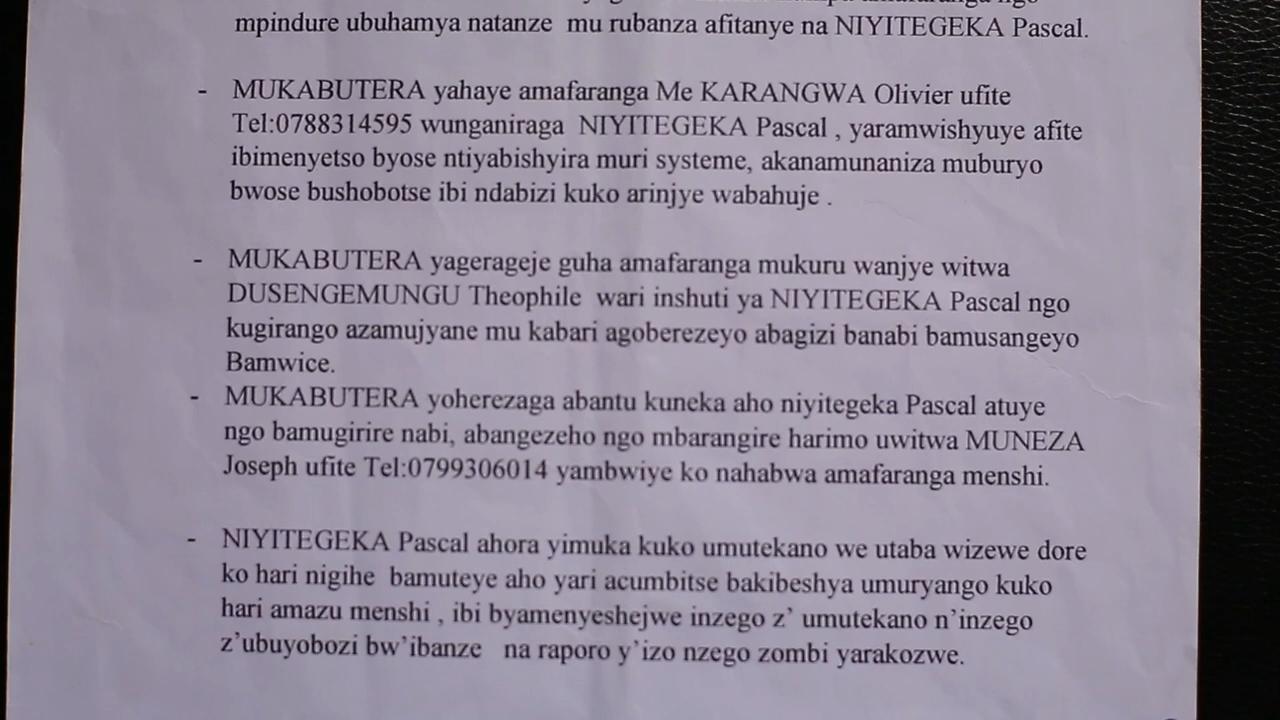 mpindure ubuhamya natanze mu rubanza afitanye na NIYITEGEKA Pascal.
- MUKABUTERA yahaye amafaranga Me KARANGWA Olivier ufite
Tel:0788314595 wunganiraga NIYITEGEKA Pascal , yaramwishyuye afite
ibimenyetso byose ntiyabishyira muri systeme, akanamunaniza muburyo
bwose bushobotse ibi ndabizi kuko arinjye wabahuje .
- MUKABUTERA yagerageje guha amafaranga mukuru wanjye witwa
DUSENGEMUNGU Theophile wari inshuti ya NIYITEGEKA Pascal ngo
kugirango azamujyane mu kabari agoberezeyo abagizi banabi bamusangeyo
Bamwice.
- MUKABUTERA yoherezaga abantu kuneka aho niyitegeka Pascal atuye
ngo bamugirire nabi, abangezeho ngo mbarangire harimo uwitwa MUNEZA
Joseph ufite Tel:0799306014 yambwiye ko nahabwa amafaranga menshi.
- NIYITEGEKA Pascal ahora yimuka kuko umutekano we utaba wizewe dore
ko hari nigihe bamuteye aho yari acumbitse bakibeshya umuryango kuko
hari amazu menshi , ibi byamenyeshejwe inzego z' umutekano n'inzego
z'ubuyobozi bw'ibanze na raporo y'izo nzego zombi yarakozwe.